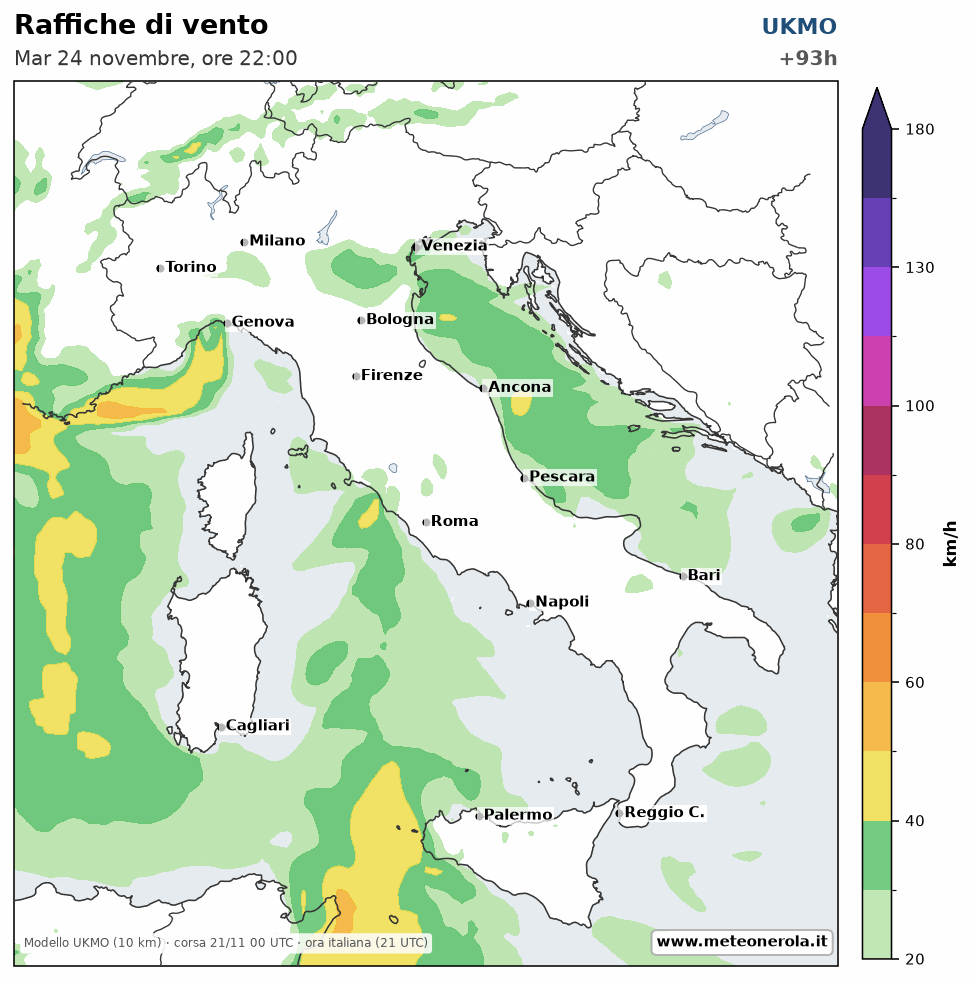 Raffiche di vento
UKMO
Mar 24 novembre, ore 22:00
+93h
180
130
100
80
60
40
20
km/h
Milano
Venezia
Torino
Genova
Bologna
Firenze
Ancona
Pescara
Roma
Bari
Napoli
Cagliari
Palermo
Reggio C.
Modello UKMO (10 km) · corsa 21/11 00 UTC · ora italiana (21 UTC)
www.meteonerola.it